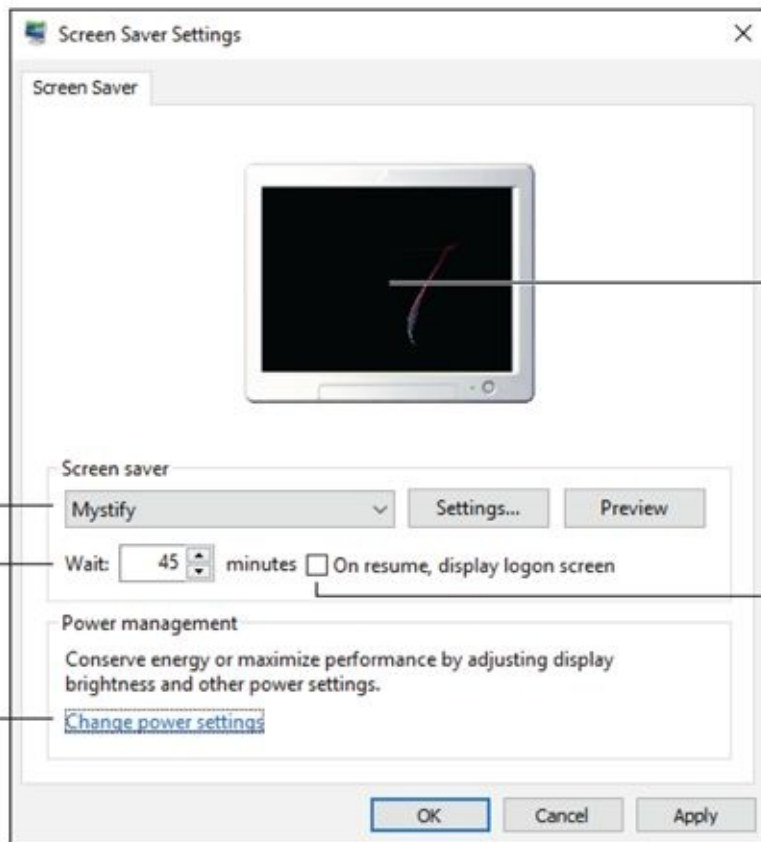 Screen Saver Settings
Screen Saver
Screen saver
Mystify
Settings...
Preview
Wait: 45 minutes On resume, display logon screen
Power management
Conserve energy or maximize performance by adjusting display
brightness and other power settings.
Change power settings
OK Cancel Apply